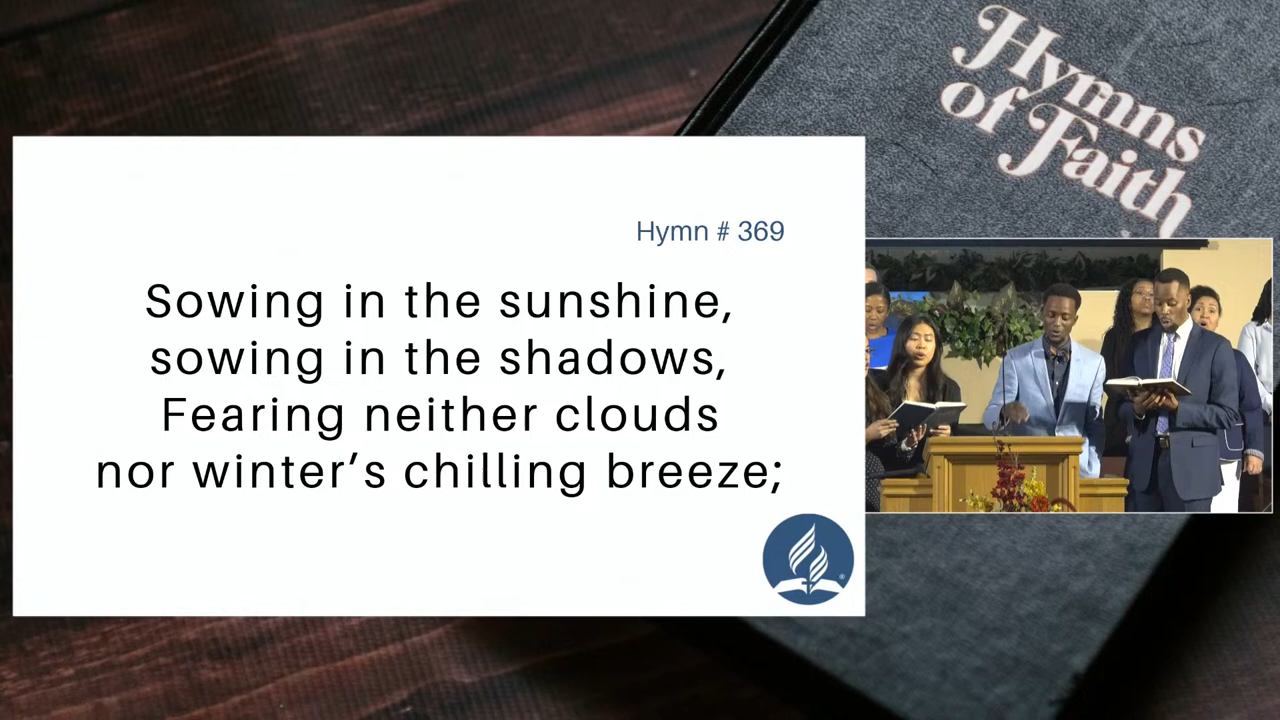 Hymns
of Faith
Hymn # 369
Sowing in the sunshine,
sowing in the shadows,
Fearing neither clouds
nor winter’s chilling breeze;